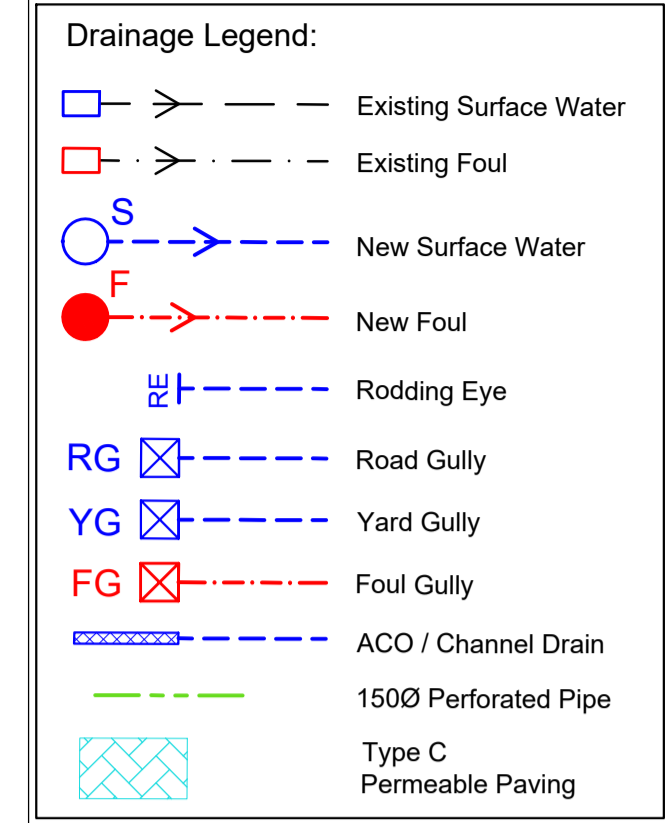 Drainage Legend:
Existing Surface Water
Existing Foul
S
New Surface Water
F
New Foul
RE
Rodding Eye
RG
Road Gully
YG
Yard Gully
FG
Foul Gully
ACO / Channel Drain
150Ø Perforated Pipe
Type C
Permeable Paving